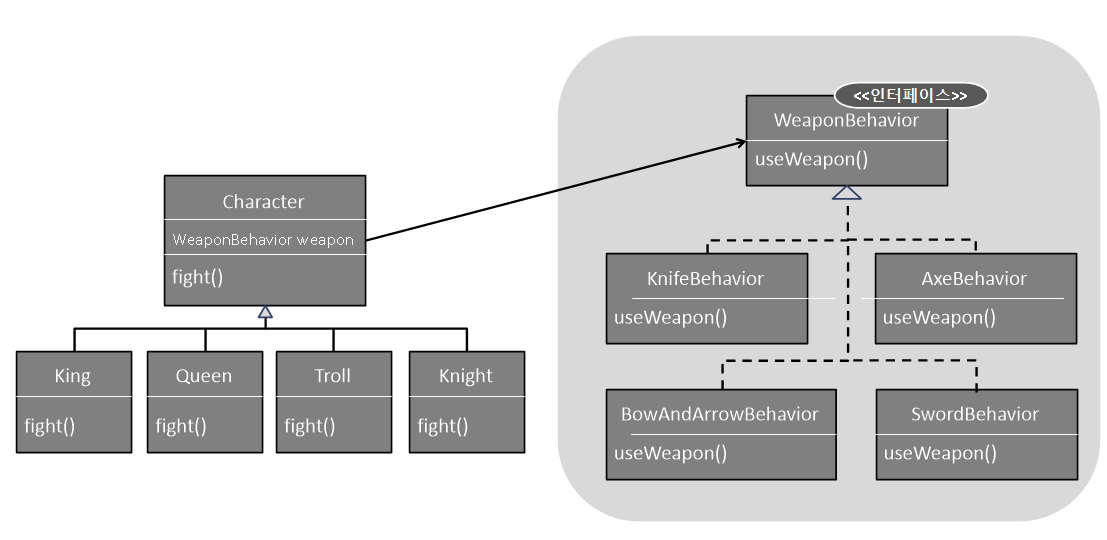 <<인터페이스>>
WeaponBehavior
useWeapon()
Character
WeaponBehavior weapon
fight()
King
fight()
Queen
fight()
Troll
fight()
Knight
fight()
KnifeBehavior
useWeapon()
AxeBehavior
useWeapon()
BowAndArrowBehavior
useWeapon()
SwordBehavior
useWeapon()